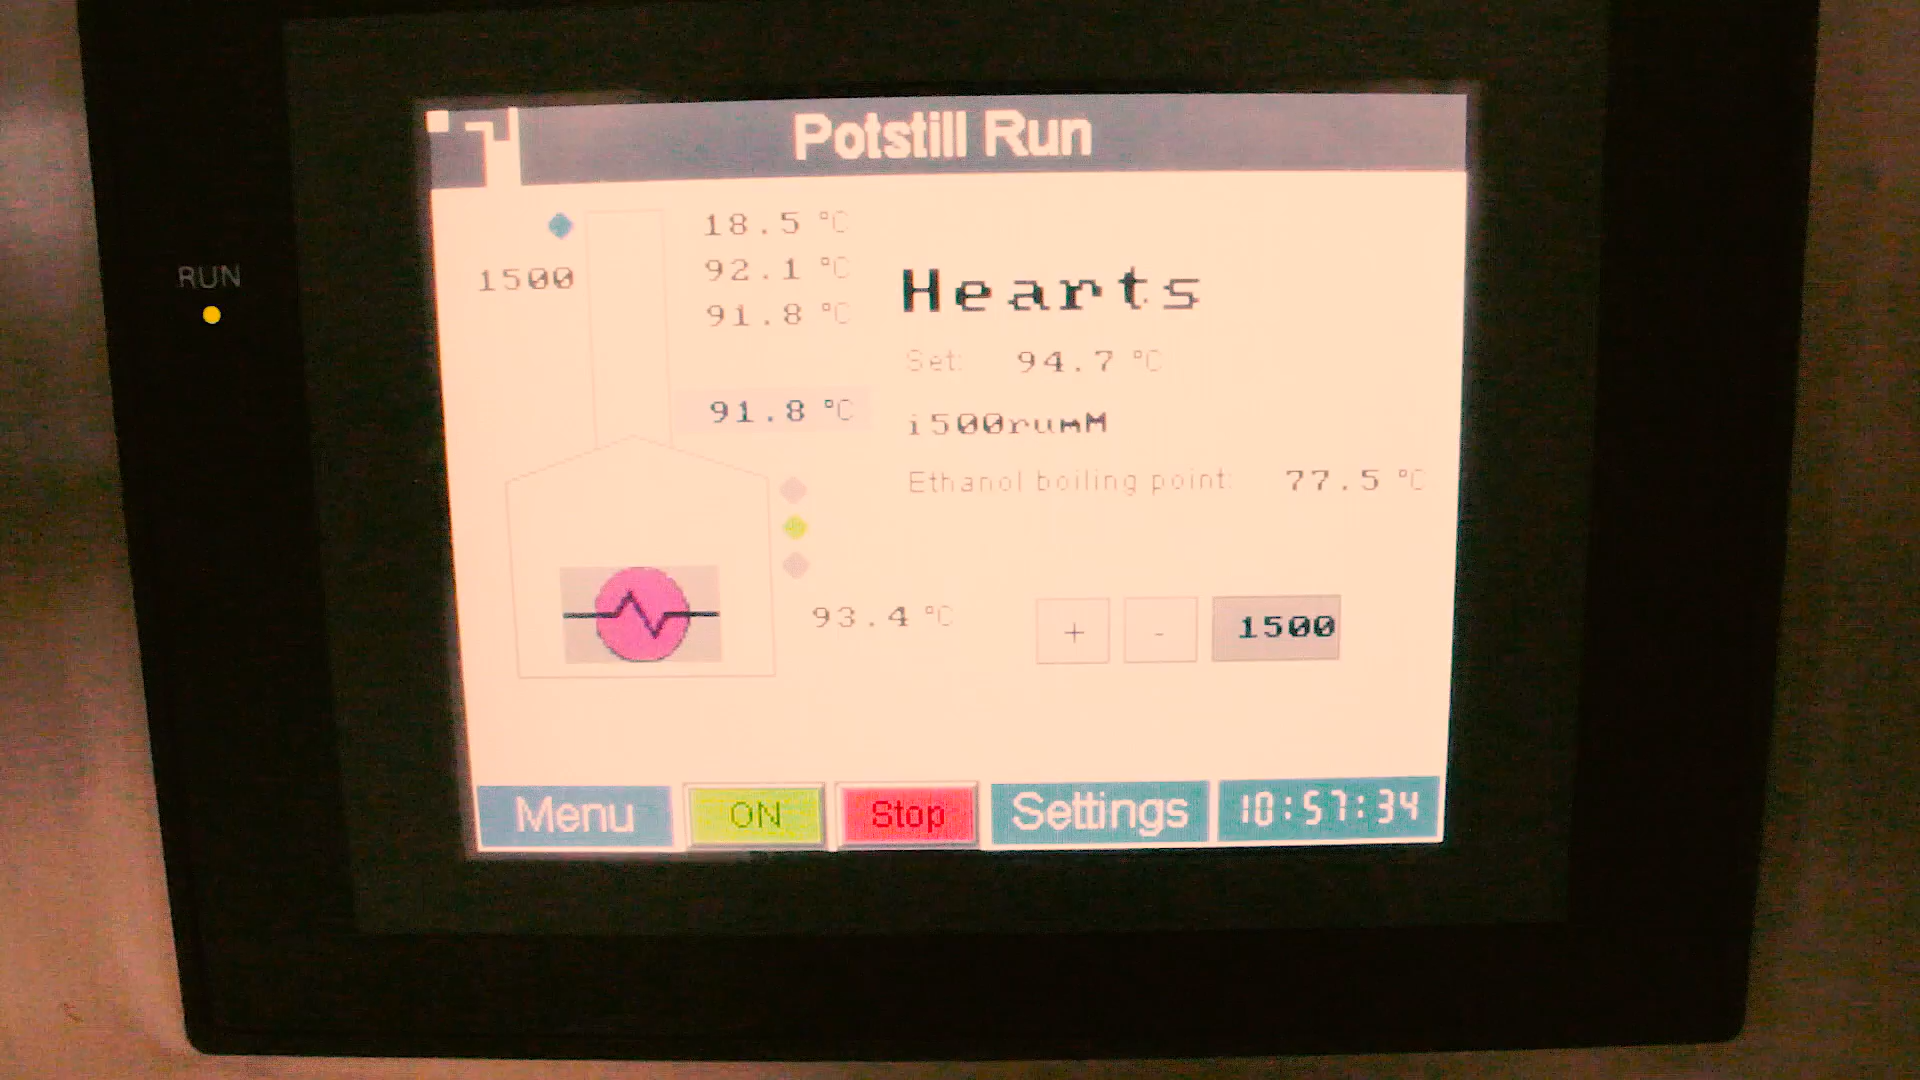 Potstill Run
RUN
18.5 °C
1500
92.1 °C
91.8 °C
Hearts
Set: 94.7 °C
91.8 °C
i500rumM
Ethanol boiling point: 77.5 °C
93.4 °C
+ - 1500
Menu ON Stop Settings 10:57:34